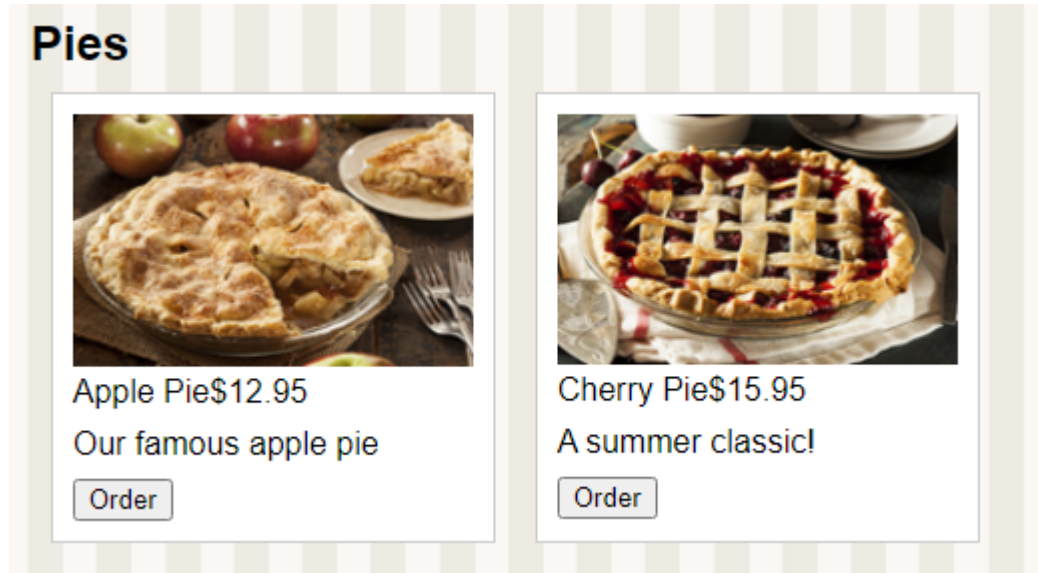 Pies
Apple Pie$12.95
Our famous apple pie
Order
Cherry Pie$15.95
A summer classic!
Order